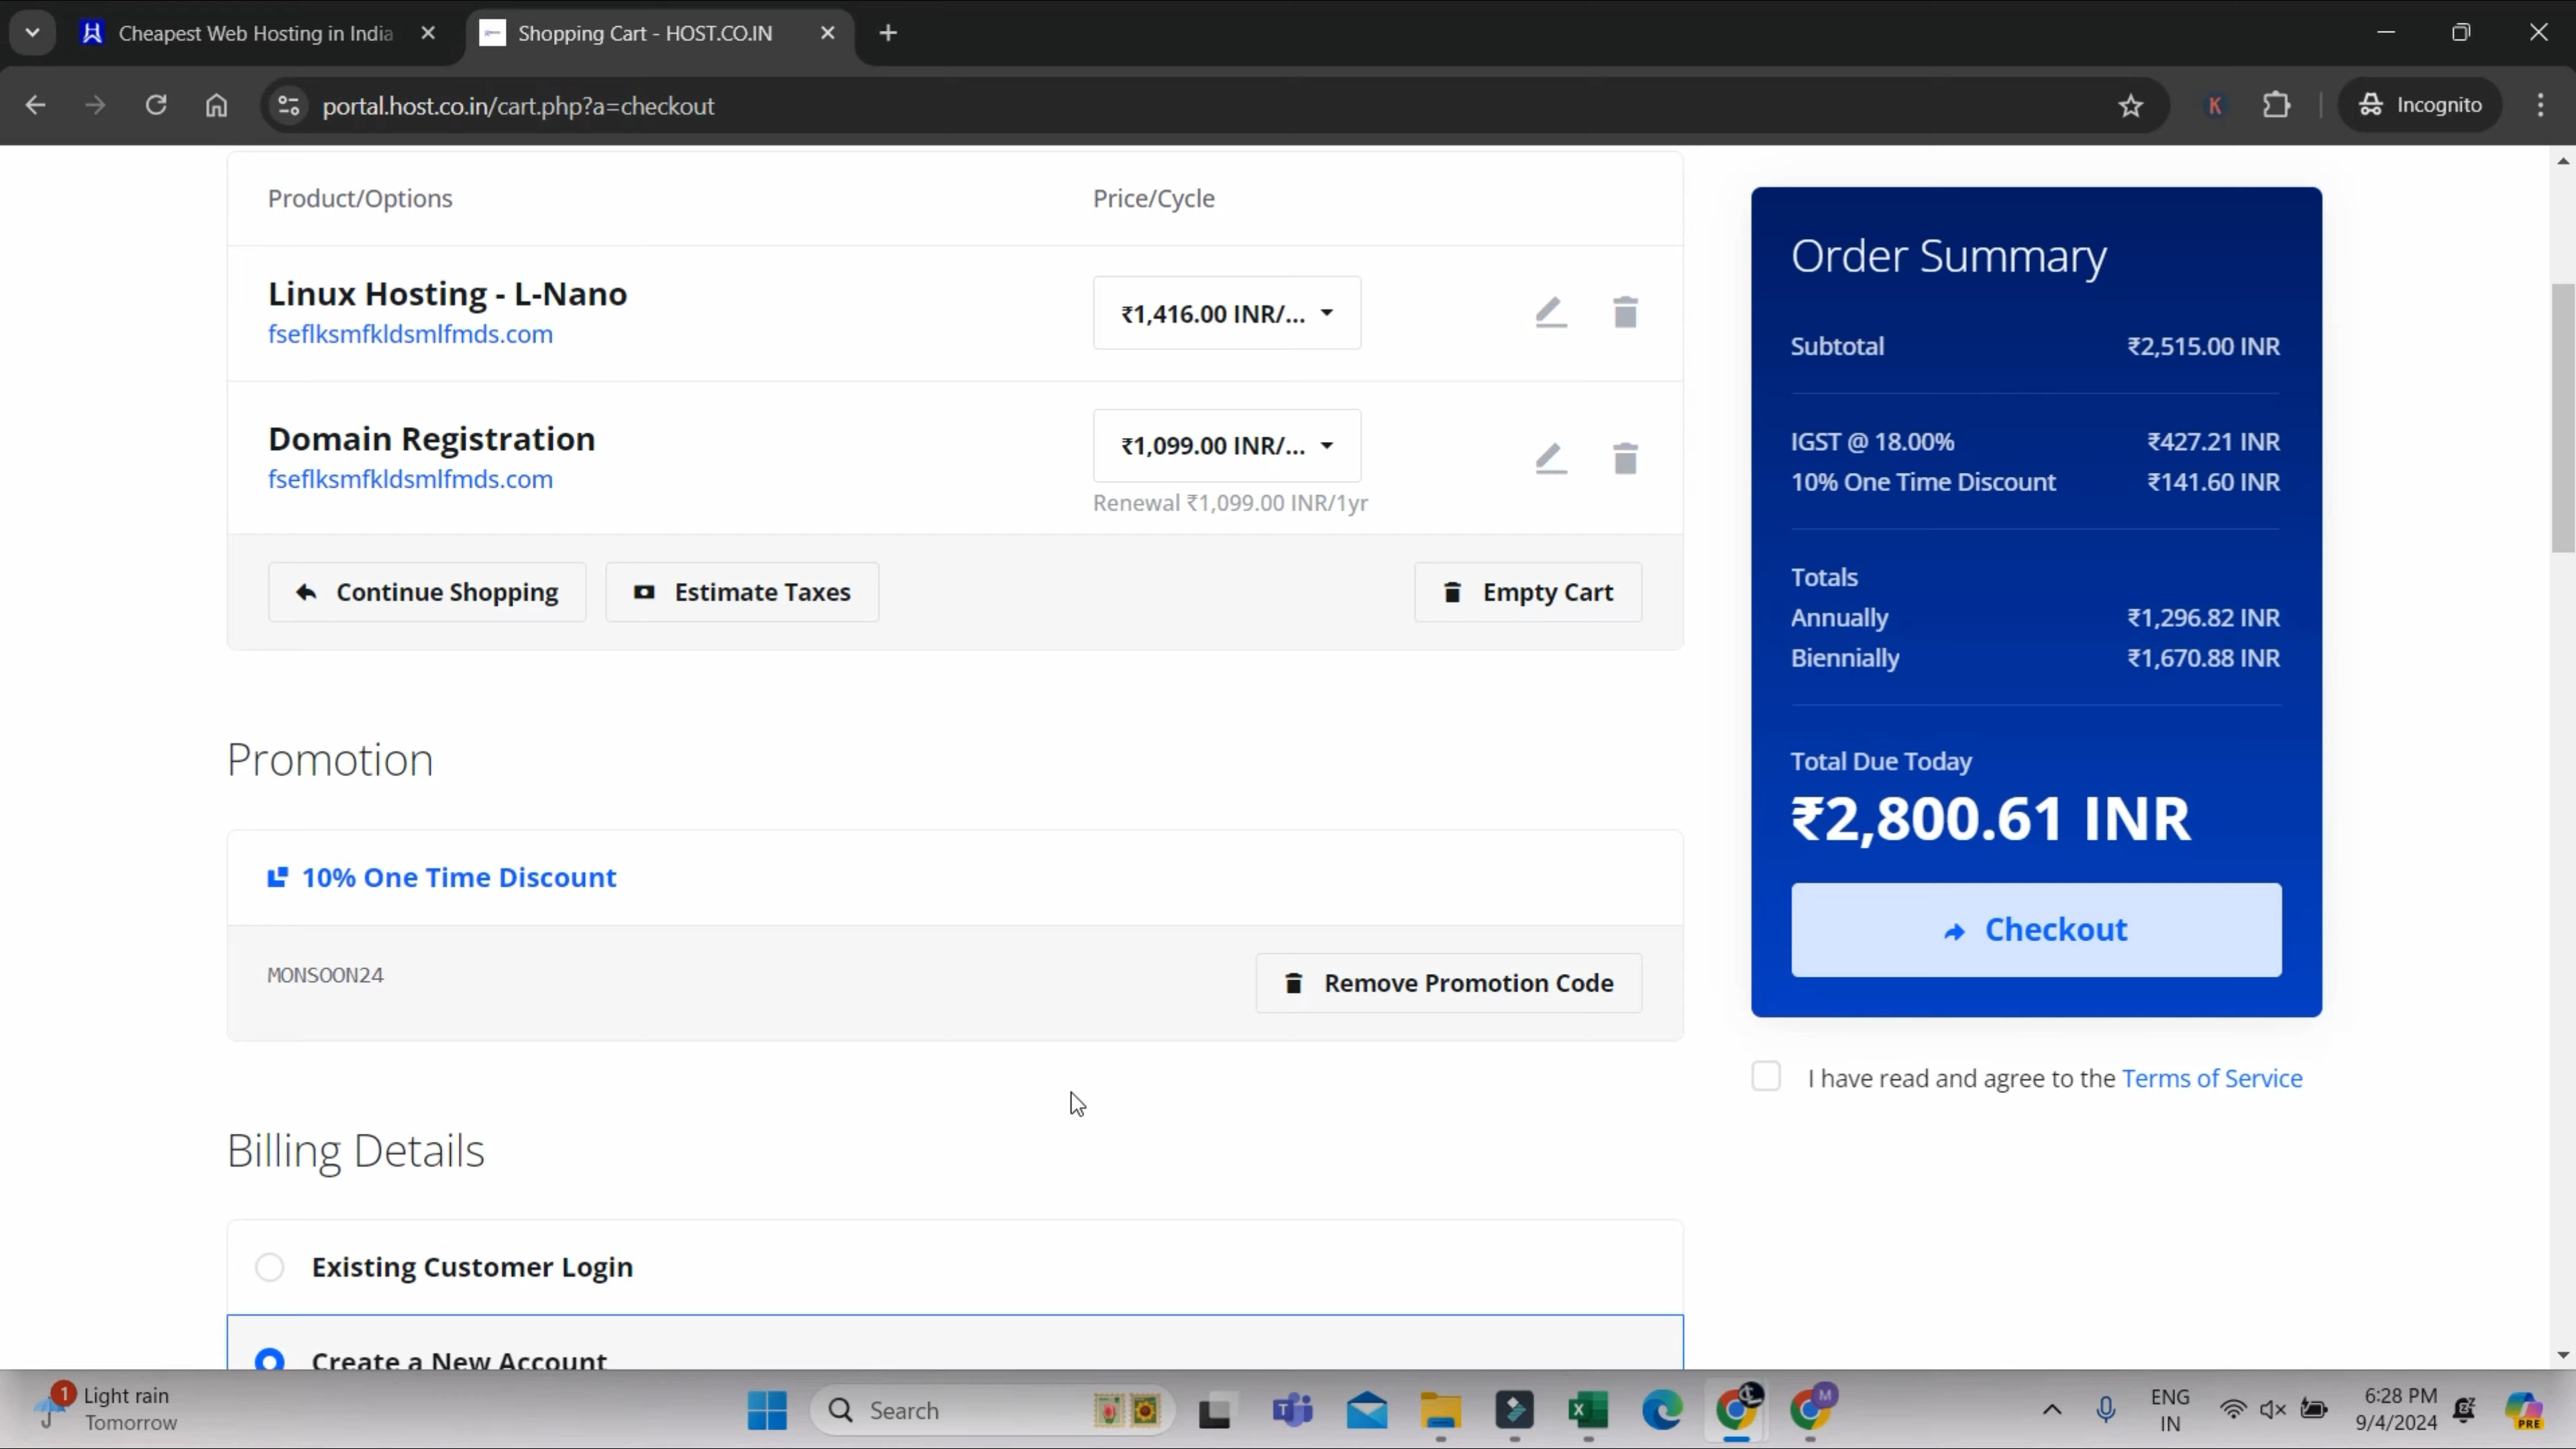 Cheapest Web Hosting in India
Shopping Cart - HOST.CO.IN
portal.host.co.in/cart.php?a=checkout
K
Incognito
Product/Options
Price/Cycle
Linux Hosting - L-Nano
fseflksmfkldsmlfmds.com
₹1,416.00 INR/...
Domain Registration
fseflksmfkldsmlfmds.com
₹1,099.00 INR/...
Renewal ₹1,099.00 INR/1yr
Continue Shopping
Estimate Taxes
Empty Cart
Promotion
10% One Time Discount
MONSOON24
Remove Promotion Code
Billing Details
Existing Customer Login
Create a New Account
Order Summary
Subtotal ₹2,515.00 INR
IGST @ 18.00% ₹427.21 INR
10% One Time Discount ₹141.60 INR
Totals
Annually ₹1,296.82 INR
Biennially ₹1,670.88 INR
Total Due Today
₹2,800.61 INR
Checkout
I have read and agree to the Terms of Service
1
Light rain
Tomorrow
Search
M
ENG
IN
6:28 PM
9/4/2024
PRE